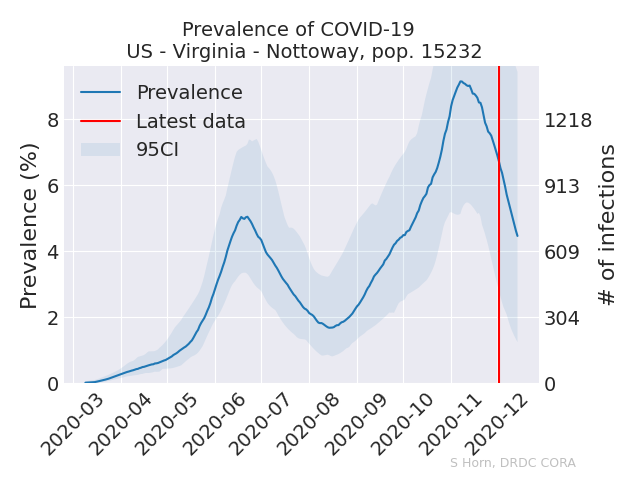 Prevalence of COVID-19
US - Virginia - Nottoway, pop. 15232
Prevalence
Latest data
95CI
Prevalence (%)
8
6
4
2
0
1218
913
609
304
0
# of infections
2020-03
2020-04
2020-05
2020-06
2020-07
2020-08
2020-09
2020-10
2020-11
2020-12
S Horn, DRDC CORA